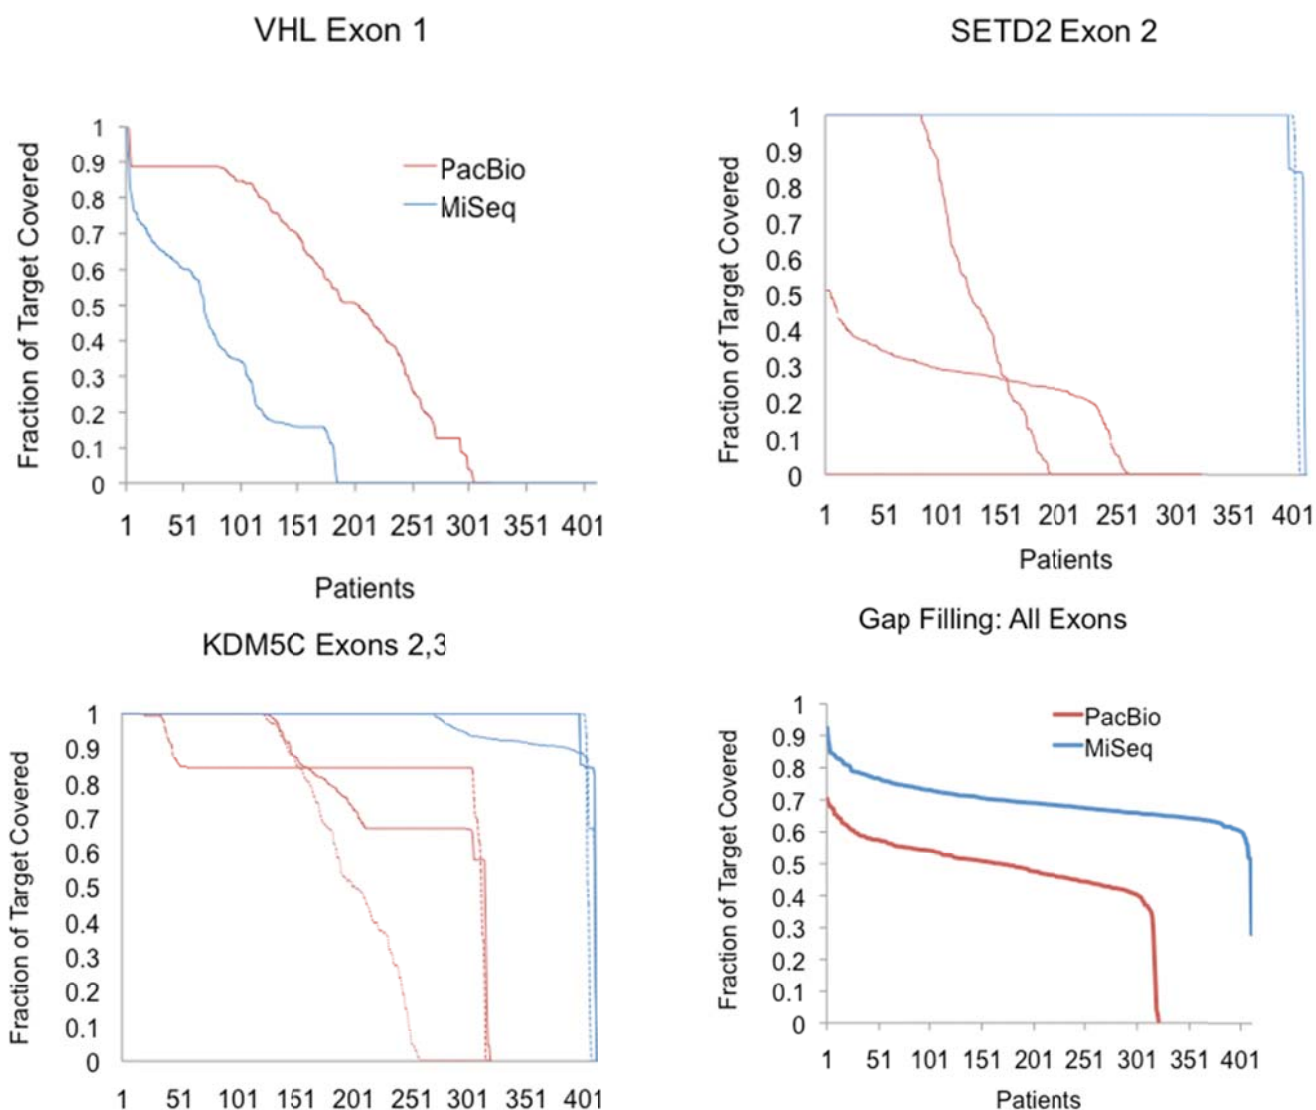 VHL Exon 1
1
0.9
0.8
0.7
0.6
0.5
0.4
0.3
0.2
0.1
0
Fraction of Target Covered
PacBio
MiSeq
1 51 101 151 201 251 301 351 401
Patients
SETD2 Exon 2
1
0.9
0.8
0.7
0.6
0.5
0.4
0.3
0.2
0.1
0
Fraction of Target Covered
1 51 101 151 201 251 301 351 401
Patients
KDM5C Exons 2,3
1
0.9
0.8
0.7
0.6
0.5
0.4
0.3
0.2
0.1
0
Fraction of Target Covered
1 51 101 151 201 251 301 351 401
Gap Filling: All Exons
1
0.9
0.8
0.7
0.6
0.5
0.4
0.3
0.2
0.1
0
Fraction of Target Covered
PacBio
MiSeq
1 51 101 151 201 251 301 351 401
Patients